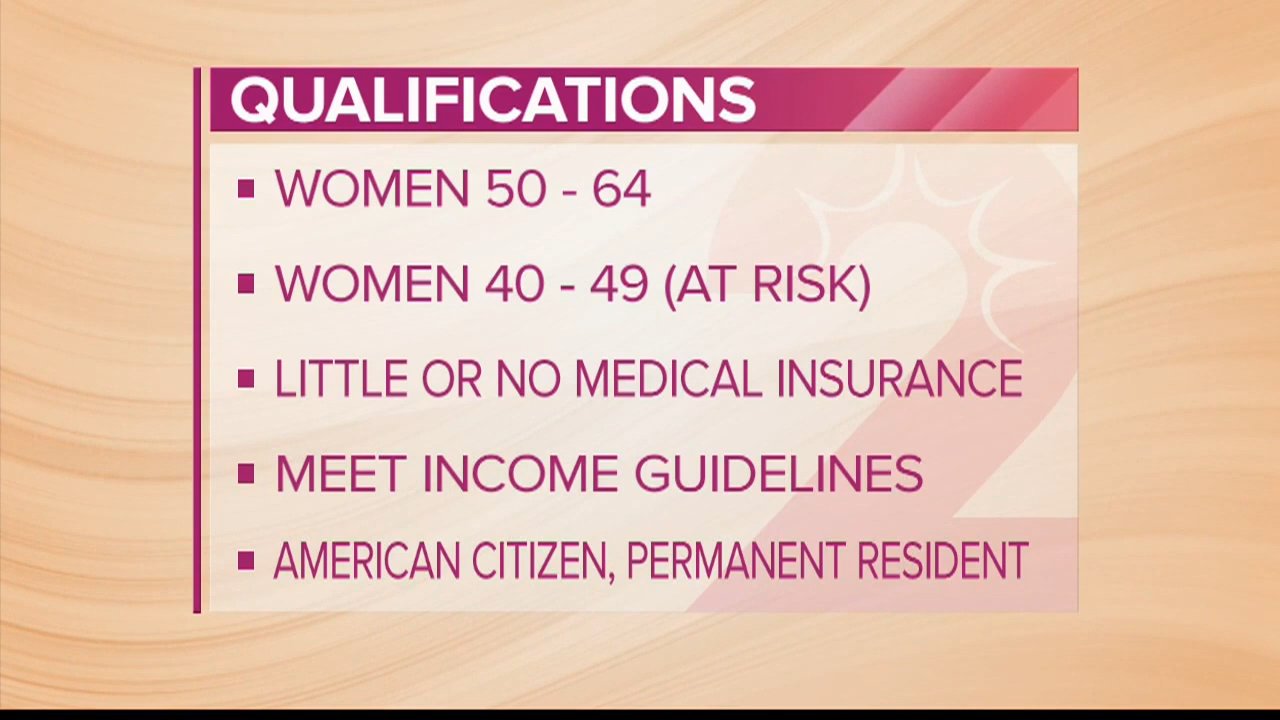 QUALIFICATIONS
▪ WOMEN 50 - 64
▪ WOMEN 40 - 49 (AT RISK)
▪ LITTLE OR NO MEDICAL INSURANCE
▪ MEET INCOME GUIDELINES
▪ AMERICAN CITIZEN, PERMANENT RESIDENT